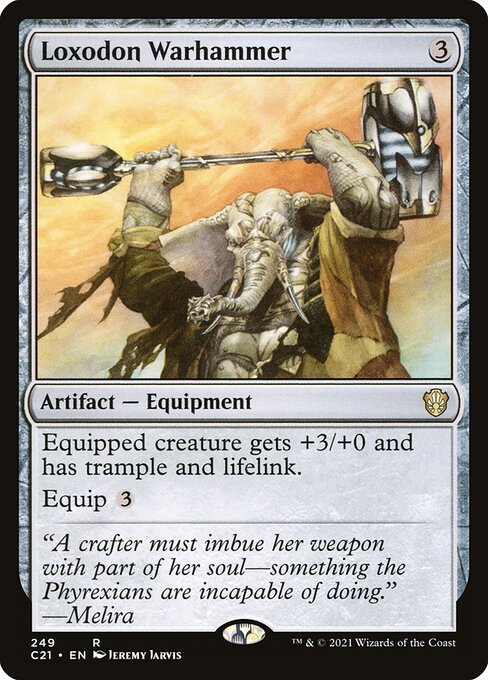 Loxodon Warhammer 3
Artifact — Equipment
Equipped creature gets +3/+0 and
has trample and lifelink.
Equip 3
“A crafter must imbue her weapon
with part of her soul—something the
Phyrexians are incapable of doing.”
—Melira
249 R
C21 • EN Jeremy Jarvis
™ & © 2021 Wizards of the Coast